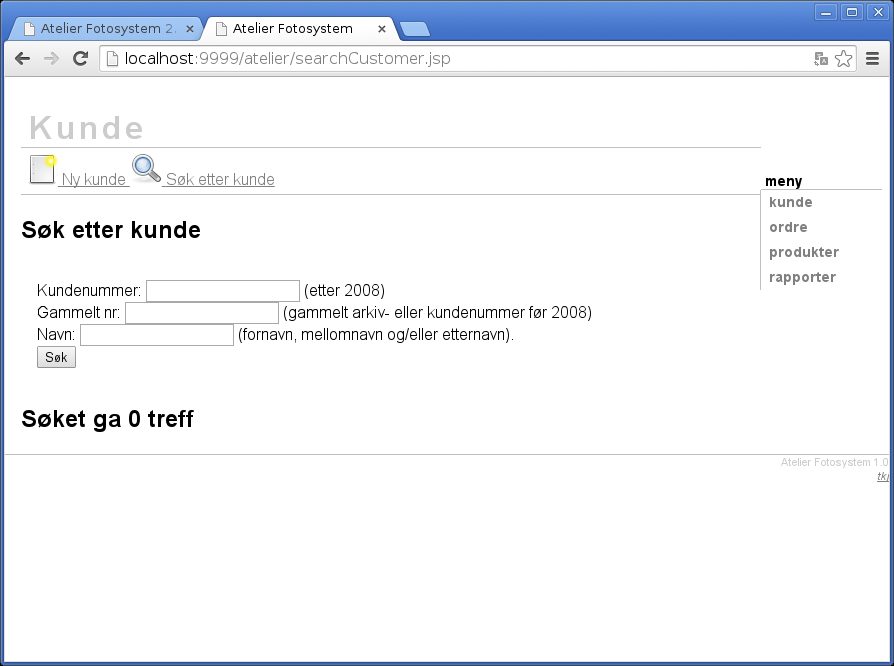 Atelier Fotosystem 2.
Atelier Fotosystem
localhost:9999/atelier/searchCustomer.jsp
Kunde
Ny kunde Søk etter kunde
meny
kunde
ordre
produkter
rapporter
Søk etter kunde
Kundenummer: (etter 2008)
Gammelt nr: (gammelt arkiv- eller kundenummer før 2008)
Navn: (fornavn, mellomnavn og/eller etternavn).
Søk
Søket ga 0 treff
Atelier Fotosystem 1.0